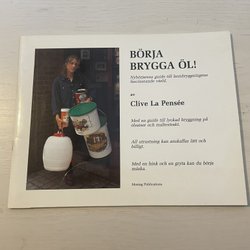 BÖRJA
BRYGGA ÖL!
Nybörjarens guide till hembryggningens
fascinerande värld.
av
Clive La Pensée
Med en guide till lyckad bryggning på
ölsatser och maltextrakt.
All utrustning kan anskaffas lätt och
billigt.
Med en hink och en gryta kan du börja
mäska.
Montag Publications